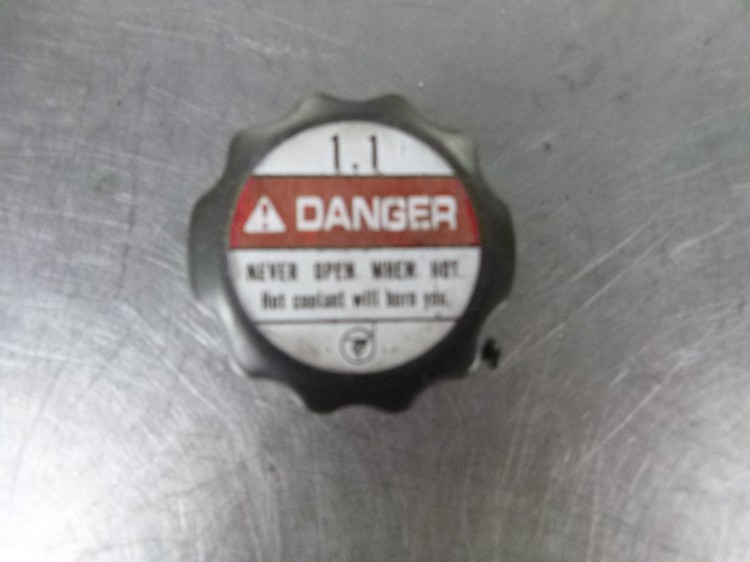 1.1
DANGER
NEVER OPEN WHEN HOT.
Hot coolant will burn you.